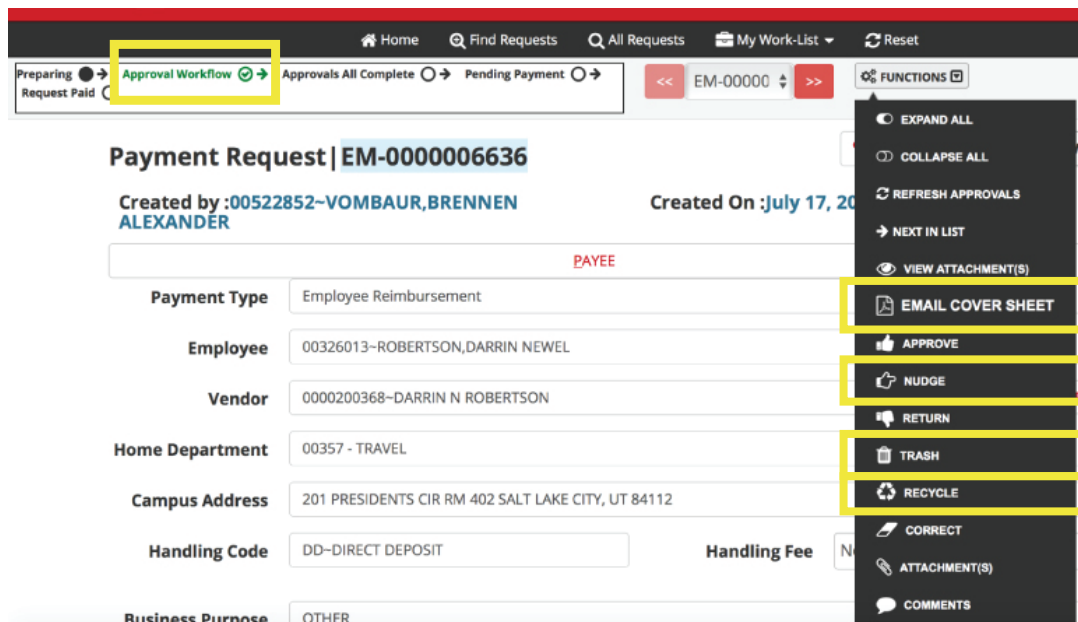 Home Find Requests All Requests My Work-List Reset
Preparing Approval Workflow Approvals All Complete Pending Payment
Request Paid
<< EM-00000 >> FUNCTIONS
EXPAND ALL
COLLAPSE ALL
REFRESH APPROVALS
NEXT IN LIST
VIEW ATTACHMENT(S)
EMAIL COVER SHEET
APPROVE
NUDGE
RETURN
TRASH
RECYCLE
CORRECT
ATTACHMENT(S)
COMMENTS
Payment Request|EM-0000006636
Created by :00522852~VOMBAUR,BRENNEN
ALEXANDER
Created On :July 17, 20
PAYEE
Payment Type Employee Reimbursement
Employee 00326013~ROBERTSON,DARRIN NEWEL
Vendor 0000200368~DARRIN N ROBERTSON
Home Department 00357 - TRAVEL
Campus Address 201 PRESIDENTS CIR RM 402 SALT LAKE CITY, UT 84112
Handling Code DD~DIRECT DEPOSIT Handling Fee
Business Purpose OTHER